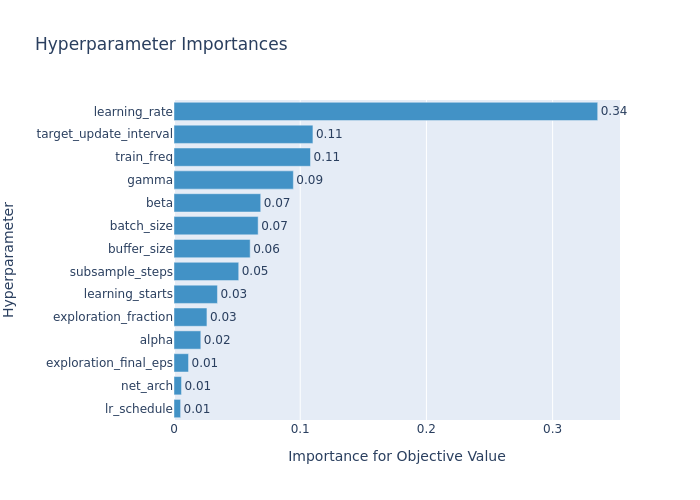 Hyperparameter Importances
Hyperparameter
learning_rate 0.34
target_update_interval 0.11
train_freq 0.11
gamma 0.09
beta 0.07
batch_size 0.07
buffer_size 0.06
subsample_steps 0.05
learning_starts 0.03
exploration_fraction 0.03
alpha 0.02
exploration_final_eps 0.01
net_arch 0.01
lr_schedule 0.01
0 0.1 0.2 0.3
Importance for Objective Value